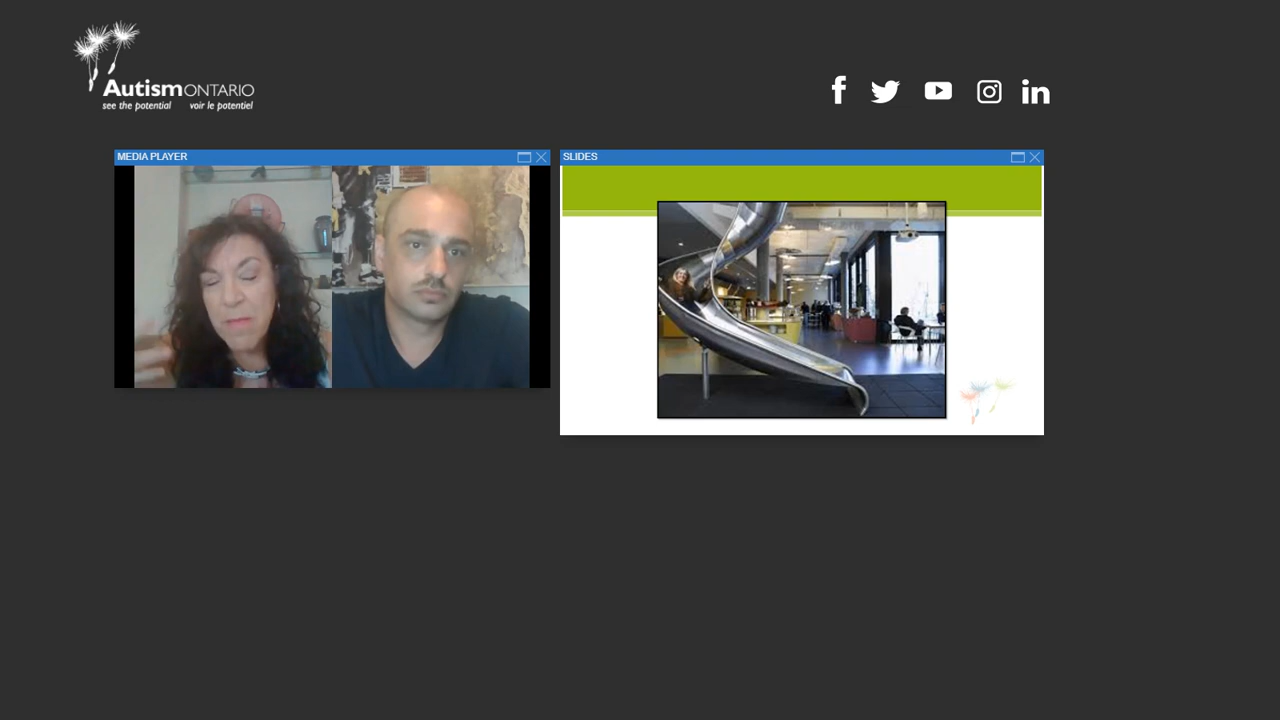 Autism ONTARIO
see the potential voir le potentiel
MEDIA PLAYER
SLIDES